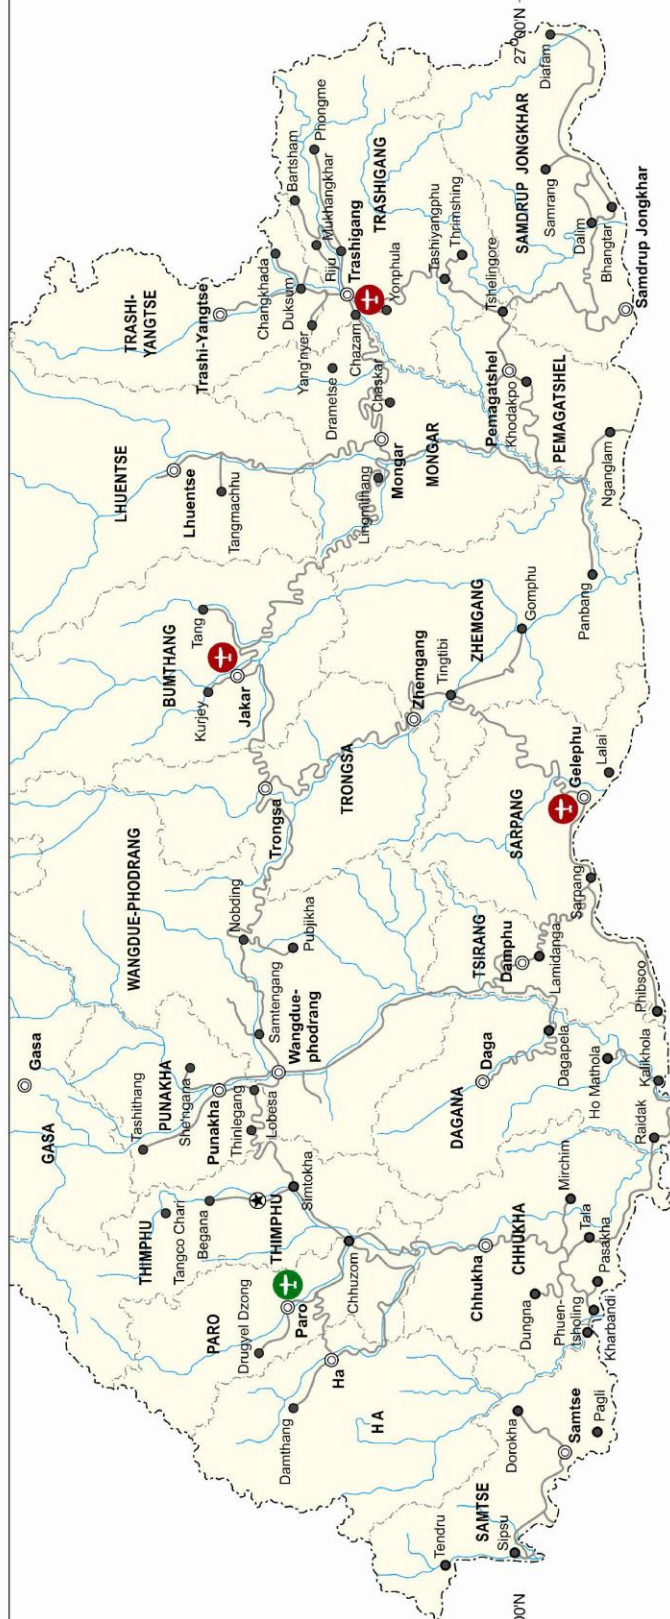 Gasa
GASA
Tashithang
PUNAKHA
She'ngana
WANGDUE-PHODRANG
LHUENTSE
TRASHI-
YANGTSE
THIMPHU
Tangco Chari
Begana
Punakha
BUMTHANG
Tang
Lhuentse
Trashi-Yangtse
Kurjey
PARO
Drugyel Dzong
Thinlegang
Lobesa
Nobding
Samtengang
Jakar
Tangmachhu
Changkhada
Duksum
Bartsham
Phongme
THIMPHU
Simtokha
Wangdue-
phodrang
Pubjikha
Trongsa
Yang'nyer
Riju
Mukhangkhar
Paro
Damthang
Ha
Chhuzom
TRONGSA
Drametse
Chazam
Trashigang
TRASHIGANG
HA
Lingmithang
Mongar
Chaskar
Yonphula
Zhemgang
MONGAR
Tashiyangphu
Thrimshing
Tendru
Tingtibi
DAGANA
Daga
TSIRANG
Damphu
ZHEMGANG
Chhukha
CHHUKHA
SAMTSE
Sipsu
Dorokha
Dungna
Lamidanga
SARPANG
Gomphu
Pemagatshel
Khodakpo
Tshelingore
SAMDRUP JONGKHAR
27°00'N
Diafam
Samrang
Dagapela
PEMAGATSHEL
Samtse
Phuen-
tsholing
Mirchim
Tala
Sarpang
Gelephu
Panbang
Dalim
Pagli
Kharbandi
Pasakha
Ho Mathola
Lalai
Nganglam
Bhangtar
Raidak
Kalikhola
Phibsoo
Samdrup Jongkhar